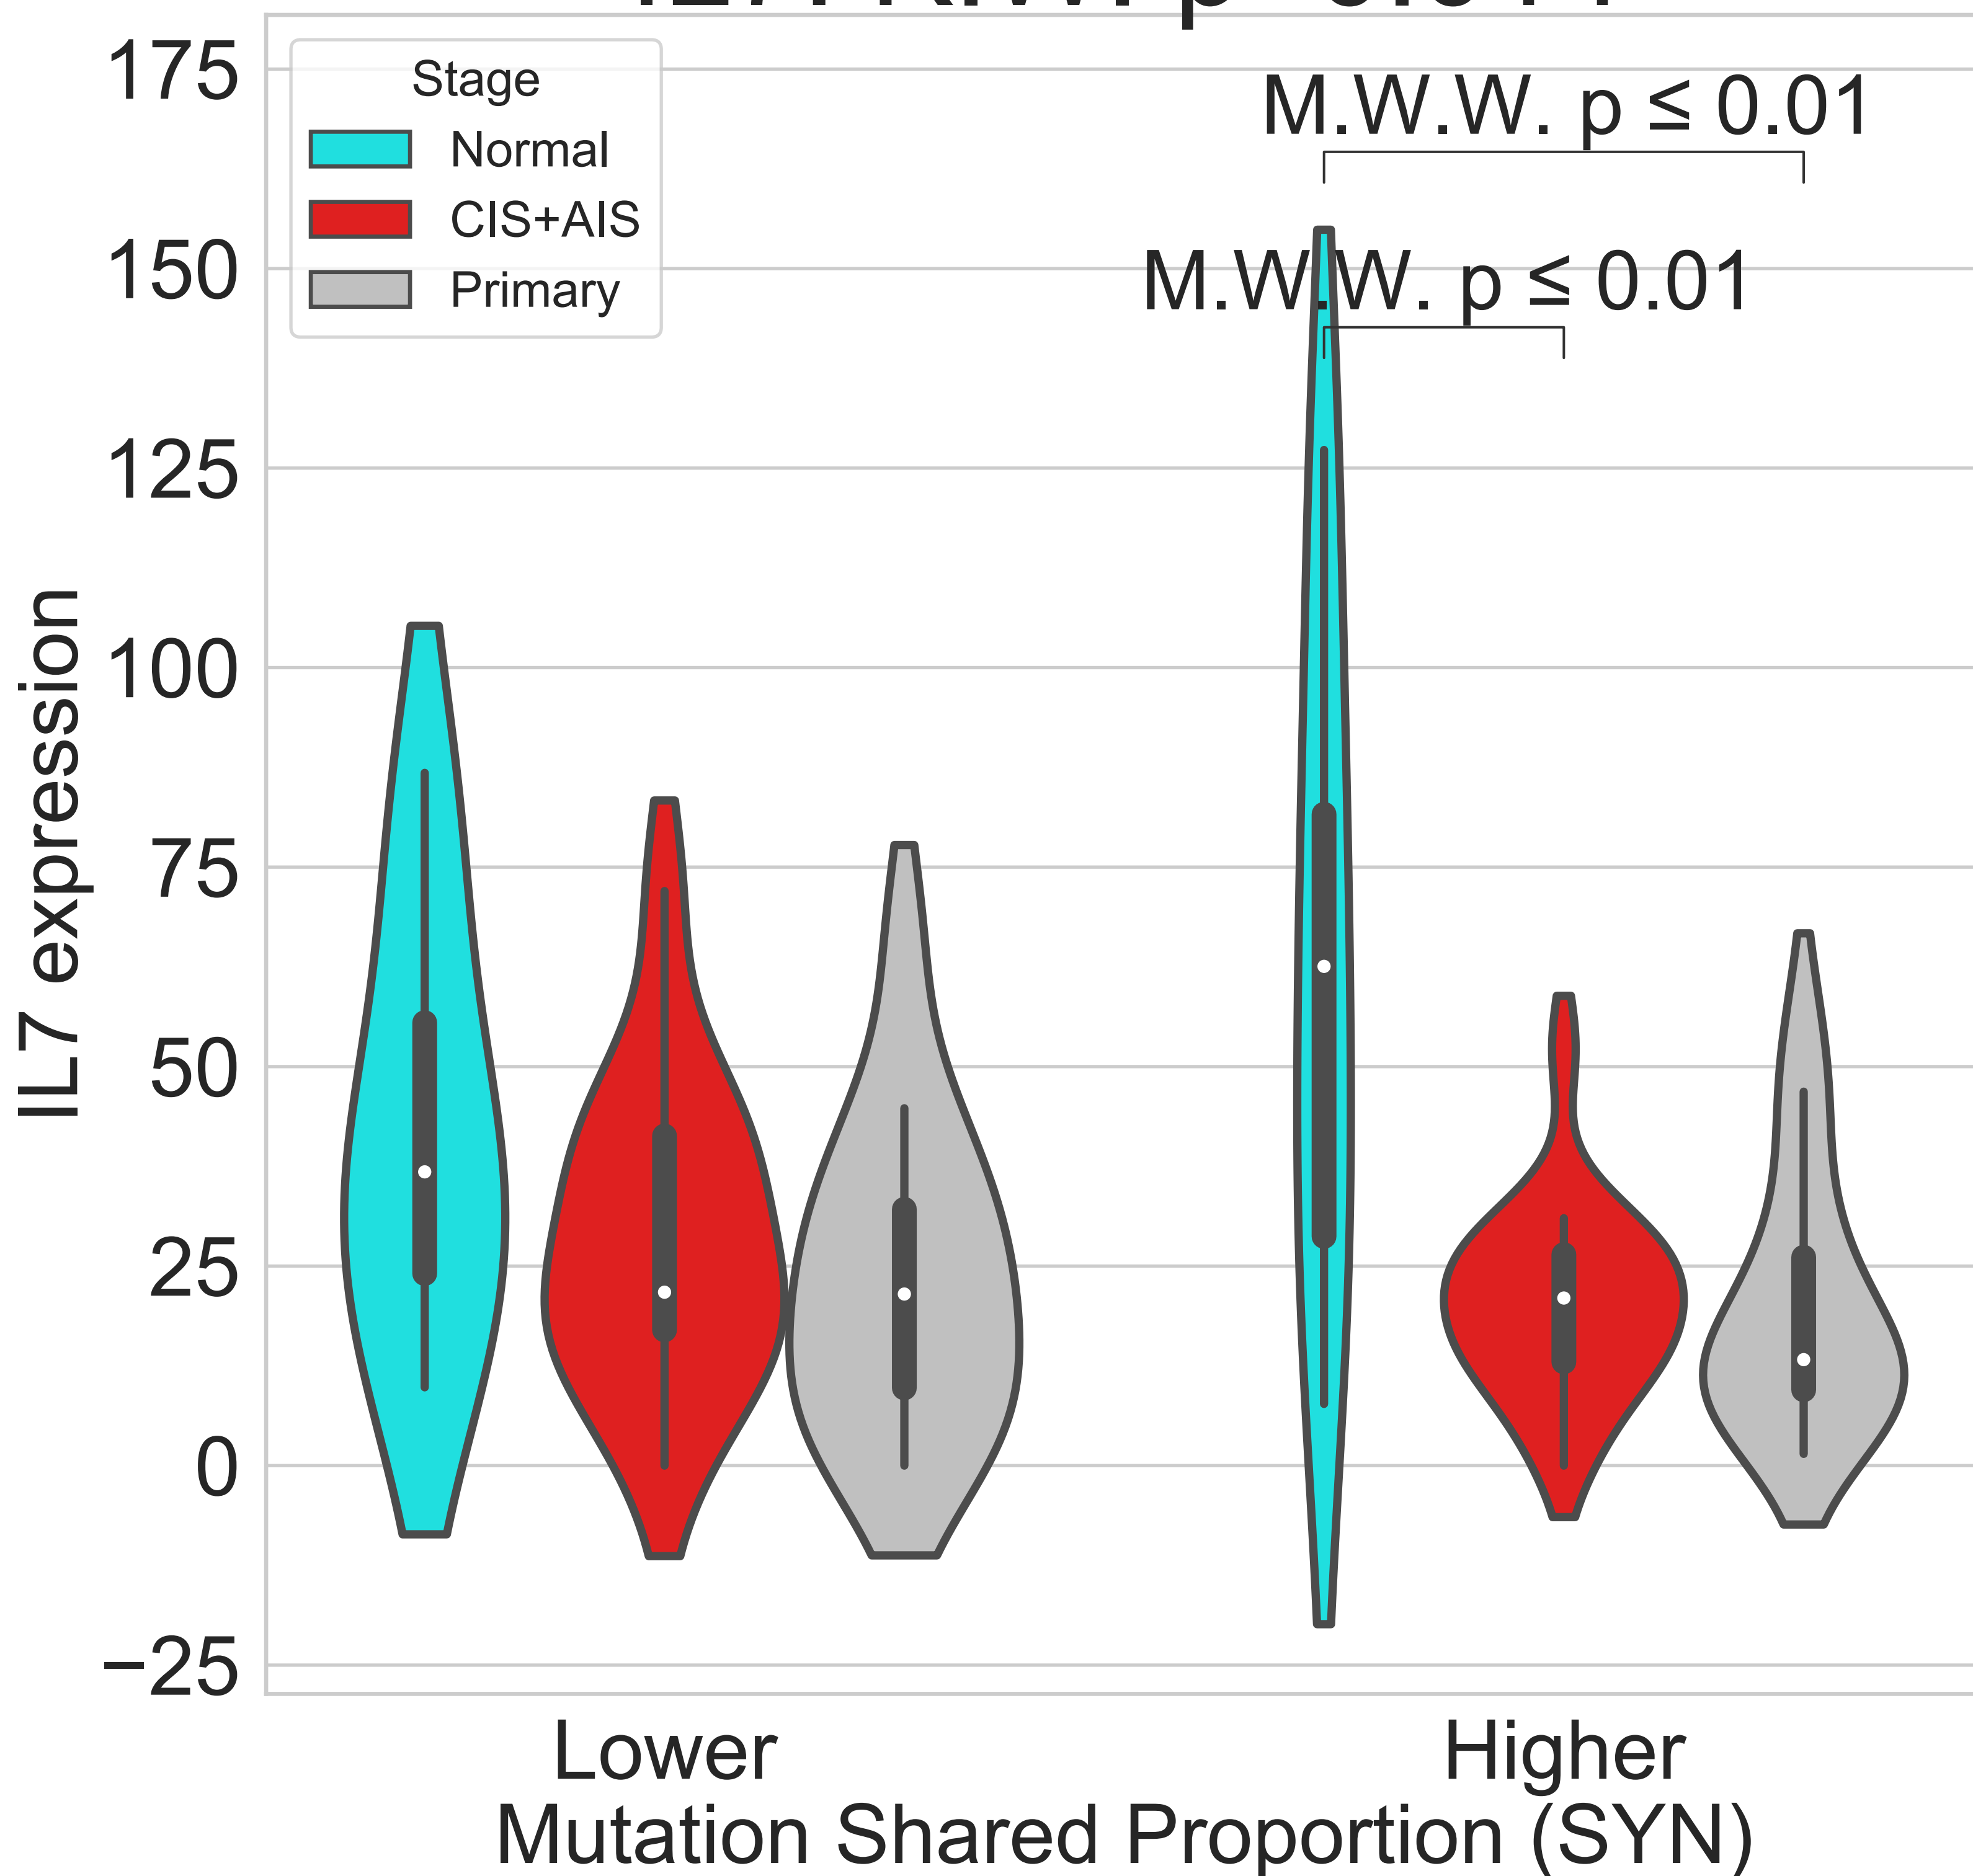 175
150
125
100
75
50
25
0
−25
IL7 expression
Stage
Normal
CIS+AIS
Primary
M.W.W. p ≤ 0.01
M.W.W. p ≤ 0.01
Lower
Higher
Mutation Shared Proportion (SYN)